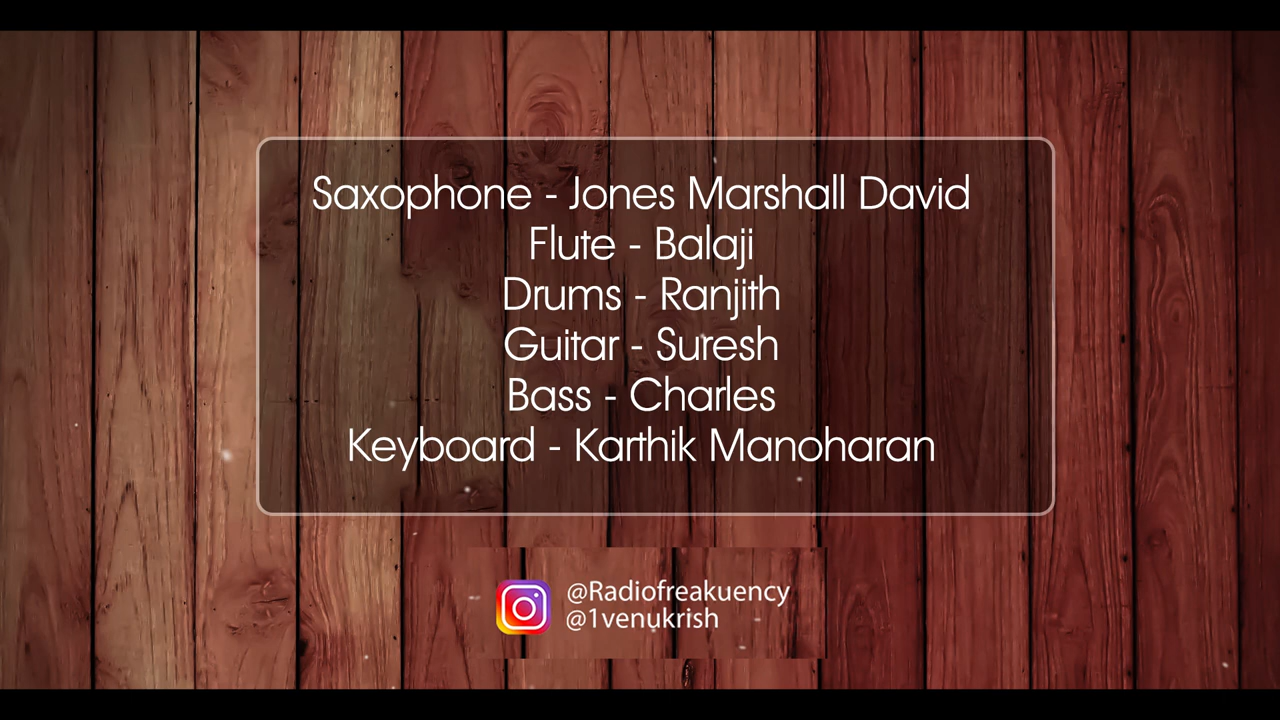 Saxophone - Jones Marshall David
Flute - Balaji
Drums - Ranjith
Guitar - Suresh
Bass - Charles
Keyboard - Karthik Manoharan
@Radiofreakuency
@1venukrish